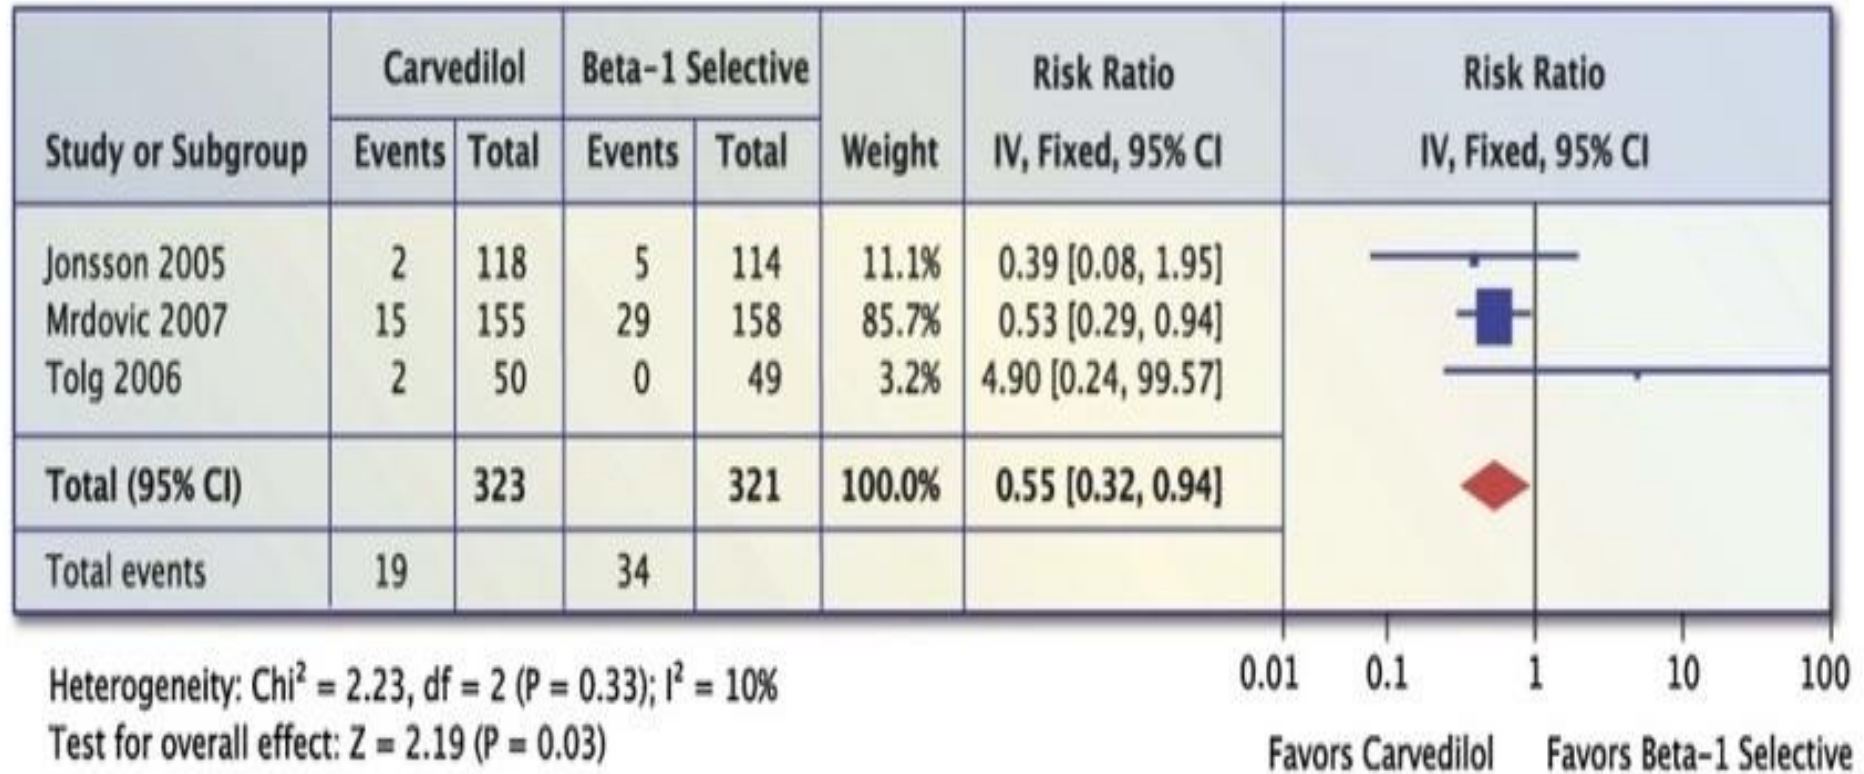 Carvedilol Beta-1 Selective Risk Ratio Risk Ratio
Study or Subgroup Events Total Events Total Weight IV, Fixed, 95% CI IV, Fixed, 95% CI
Jonsson 2005 2 118 5 114 11.1% 0.39 [0.08, 1.95]
Mrdovic 2007 15 155 29 158 85.7% 0.53 [0.29, 0.94]
Tolg 2006 2 50 0 49 3.2% 4.90 [0.24, 99.57]
Total (95% CI) 323 321 100.0% 0.55 [0.32, 0.94]
Total events 19 34
0.01 0.1 1 10 100
Heterogeneity: Chi² = 2.23, df = 2 (P = 0.33); I² = 10%
Test for overall effect: Z = 2.19 (P = 0.03)
Favors Carvedilol Favors Beta-1 Selective